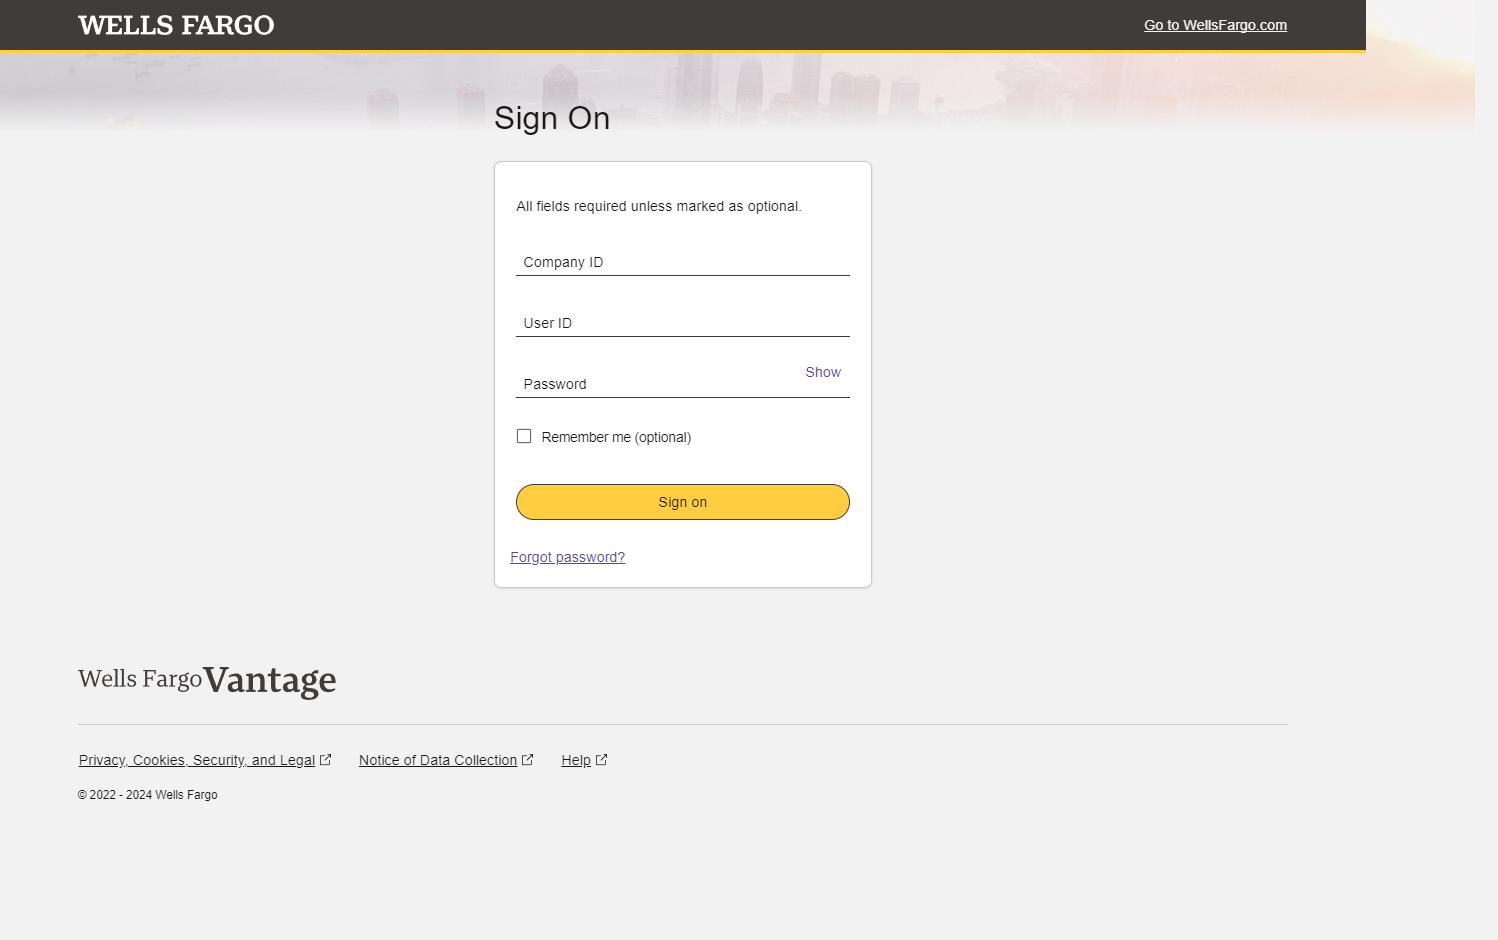 WELLS FARGO
Go to WellsFargo.com
Sign On
All fields required unless marked as optional.
Company ID
User ID
Show
Password
Remember me (optional)
Sign on
Forgot password?
Wells Fargo Vantage
Privacy, Cookies, Security, and Legal
Notice of Data Collection
Help
© 2022 - 2024 Wells Fargo